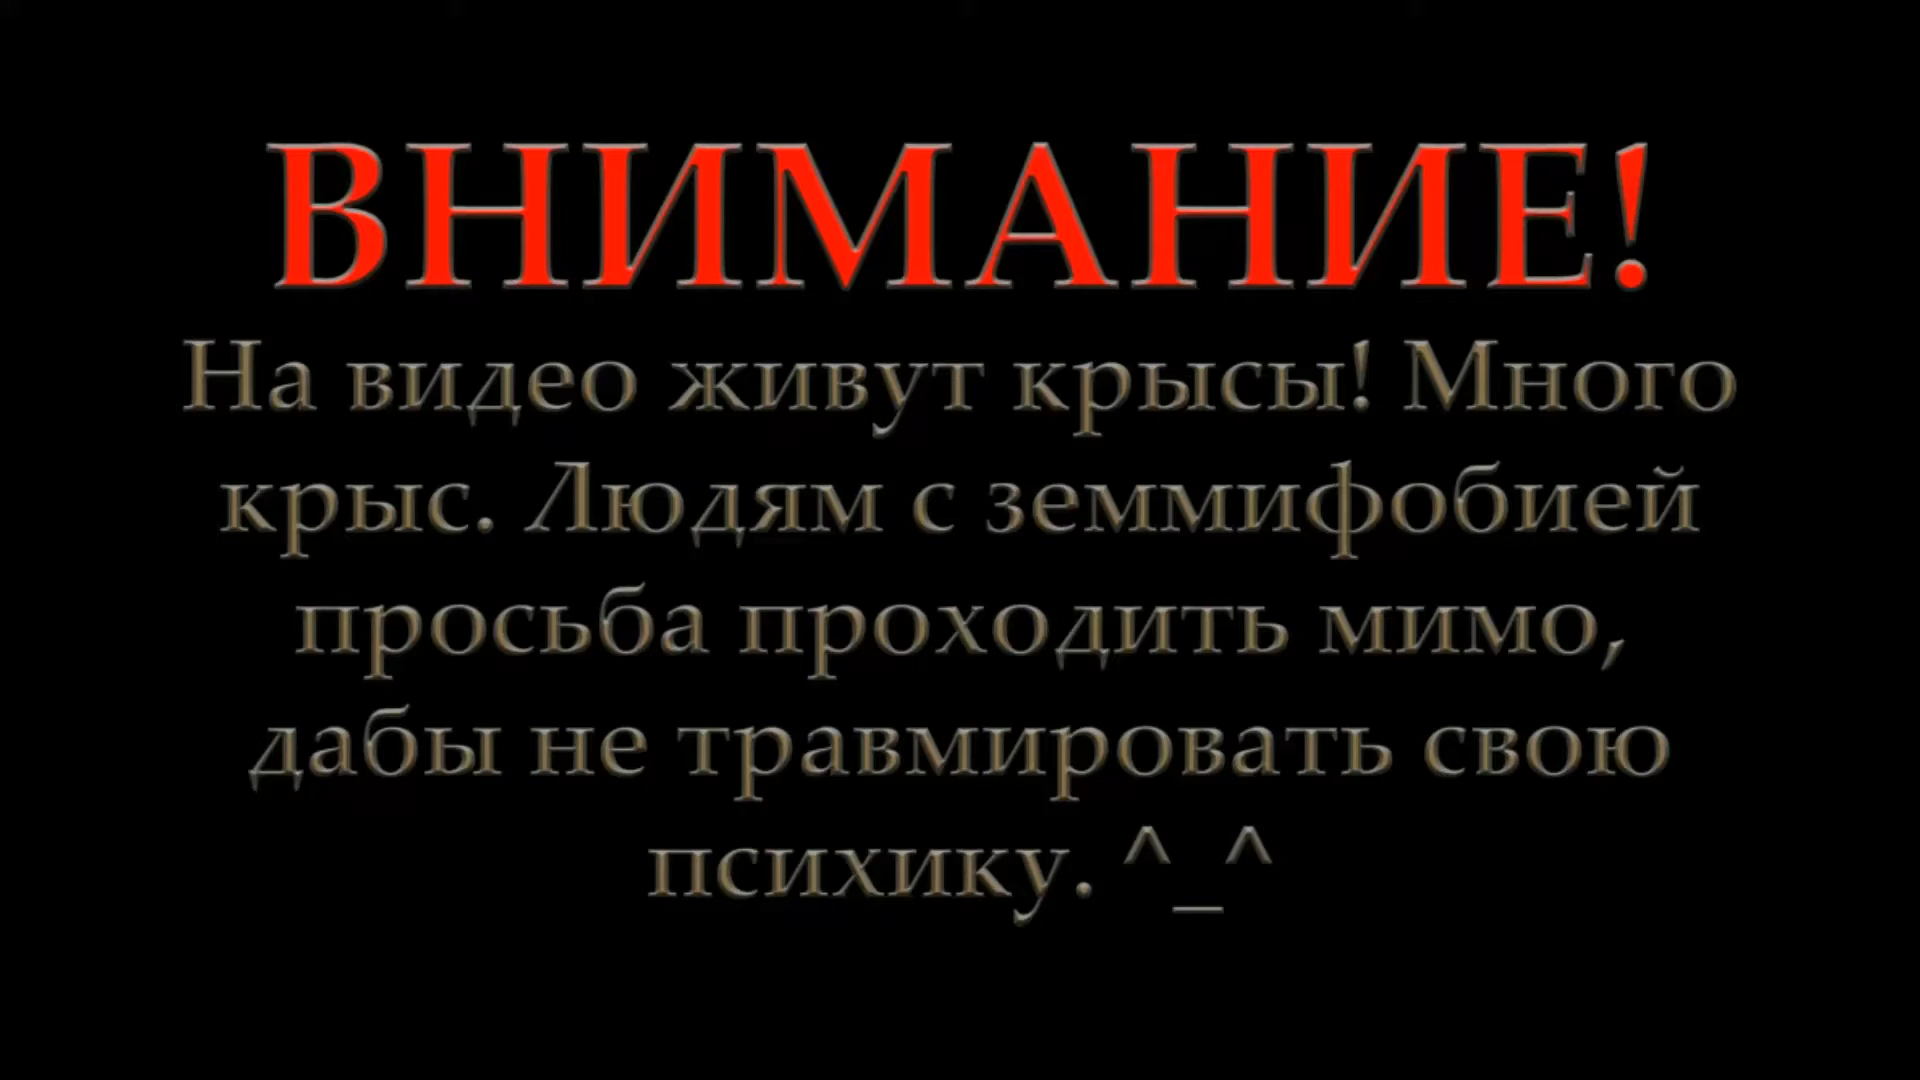 ВНИМАНИЕ!
На видео живут крысы! Много
крыс. Людям с земмифобией
просьба проходить мимо,
дабы не травмировать свою
психику. ^_^